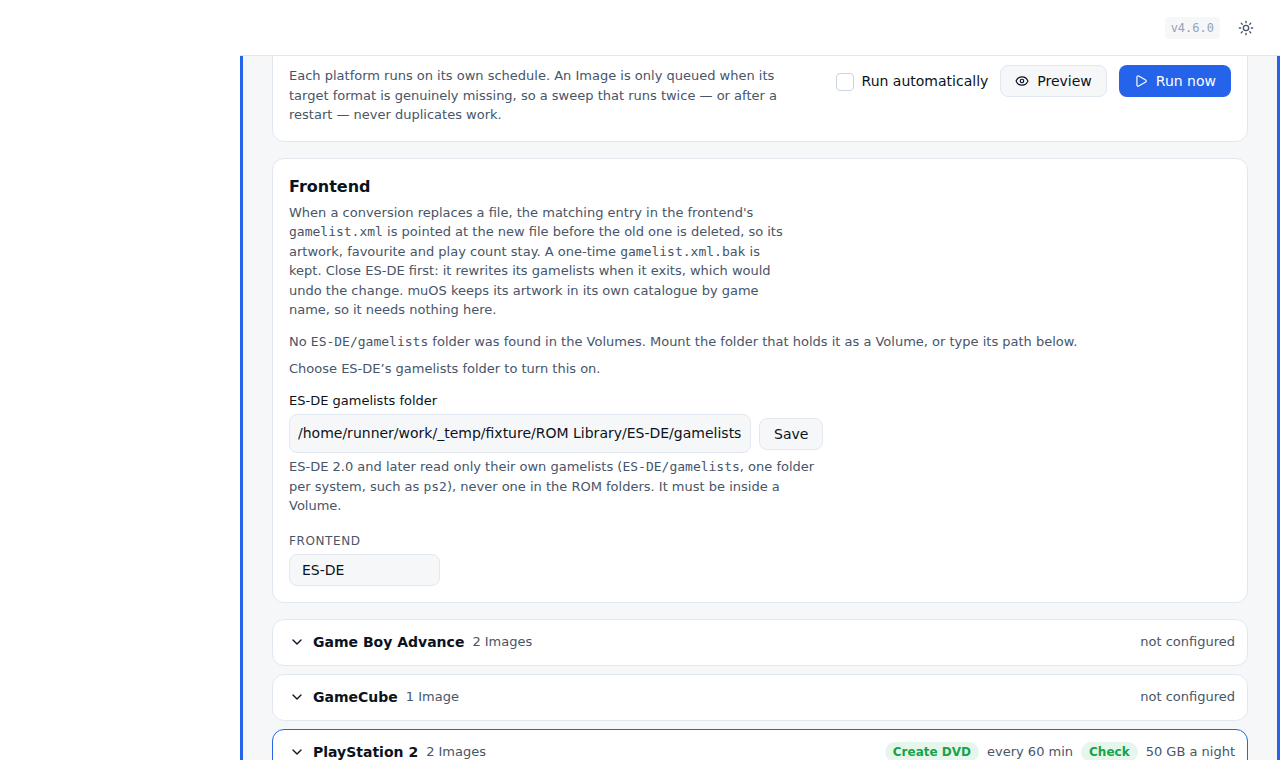 v4.6.0
Each platform runs on its own schedule. An Image is only queued when its
target format is genuinely missing, so a sweep that runs twice — or after a
restart — never duplicates work.
Run automatically
Preview
Run now
Frontend
When a conversion replaces a file, the matching entry in the frontend's
gamelist.xml is pointed at the new file before the old one is deleted, so its
artwork, favourite and play count stay. A one-time gamelist.xml.bak is
kept. Close ES-DE first: it rewrites its gamelists when it exits, which would
undo the change. muOS keeps its artwork in its own catalogue by game
name, so it needs nothing here.
No ES-DE/gamelists folder was found in the Volumes. Mount the folder that holds it as a Volume, or type its path below.
Choose ES-DE’s gamelists folder to turn this on.
ES-DE gamelists folder
/home/runner/work/_temp/fixture/ROM Library/ES-DE/gamelists
Save
ES-DE 2.0 and later read only their own gamelists (ES-DE/gamelists, one folder
per system, such as ps2), never one in the ROM folders. It must be inside a
Volume.
FRONTEND
ES-DE
Game Boy Advance 2 Images not configured
GameCube 1 Image not configured
PlayStation 2 2 Images Create DVD every 60 min Check 50 GB a night